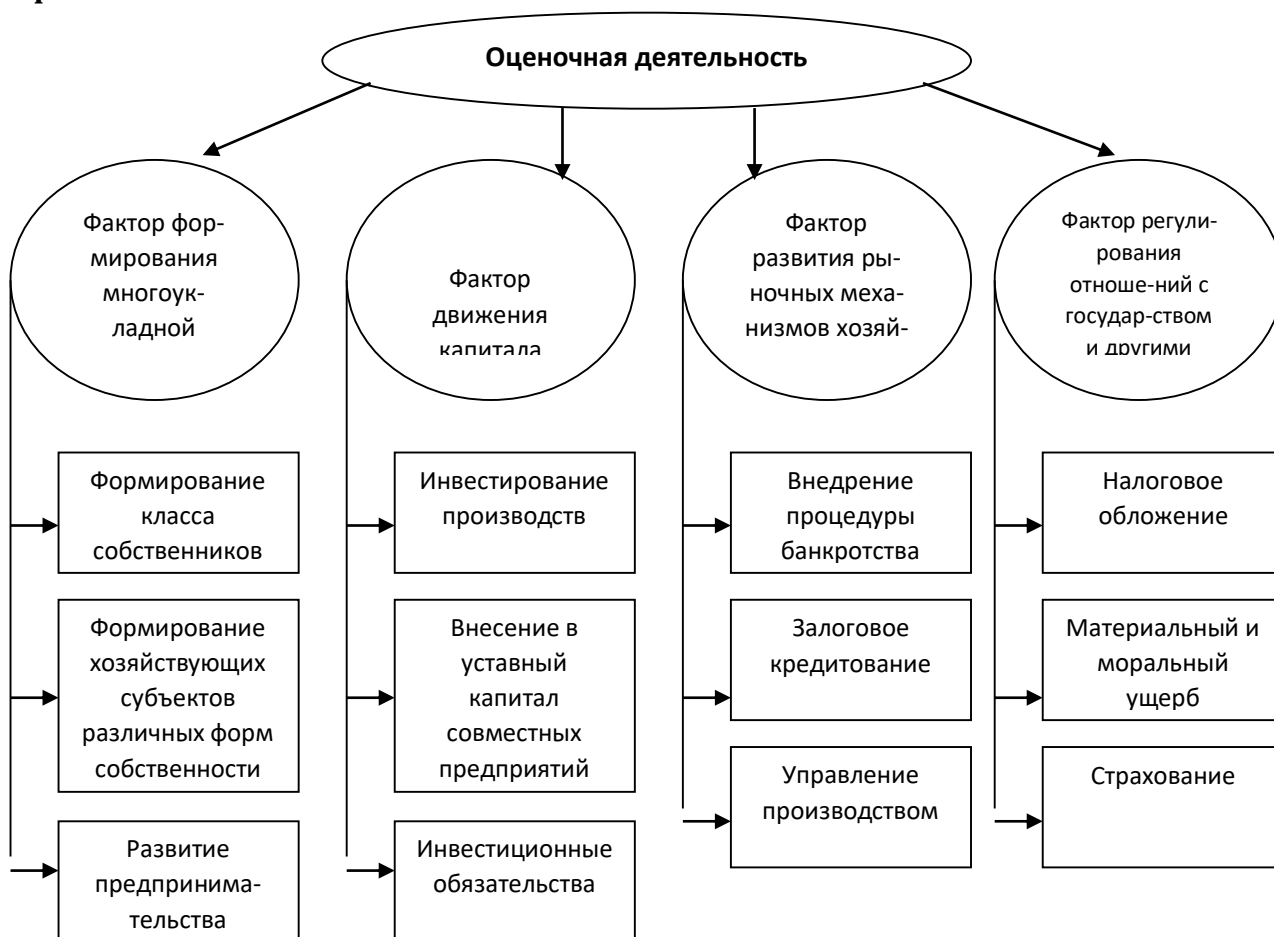 Оценочная деятельность
Фактор фор-
мирования
многоук-
ладной
Фактор
движения
капитала
Фактор
развития ры-
ночных меха-
низмов хозяй-
Фактор регули-
рования
отноше-ний с
государ-ством
и другими
Формирование
класса
собственников
Инвестирование
производств
Внедрение
процедуры
банкротства
Налоговое
обложение
Формирование
хозяйствующих
субъектов
различных форм
собственности
Внесение в
уставный
капитал
совместных
предприятий
Залоговое
кредитование
Материальный и
моральный
ущерб
Развитие
предпринима-
тельства
Инвестиционные
обязательства
Управление
производством
Страхование